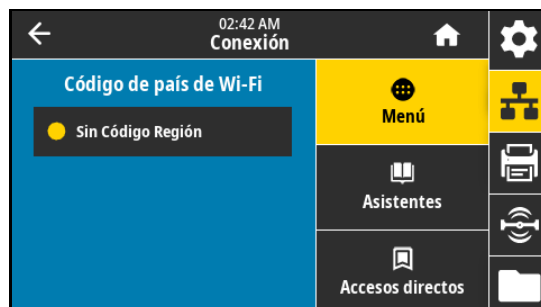 02:42 AM
Conexión
Código de país de Wi-Fi
Sin Código Región
Menú
Asistentes
Accesos directos